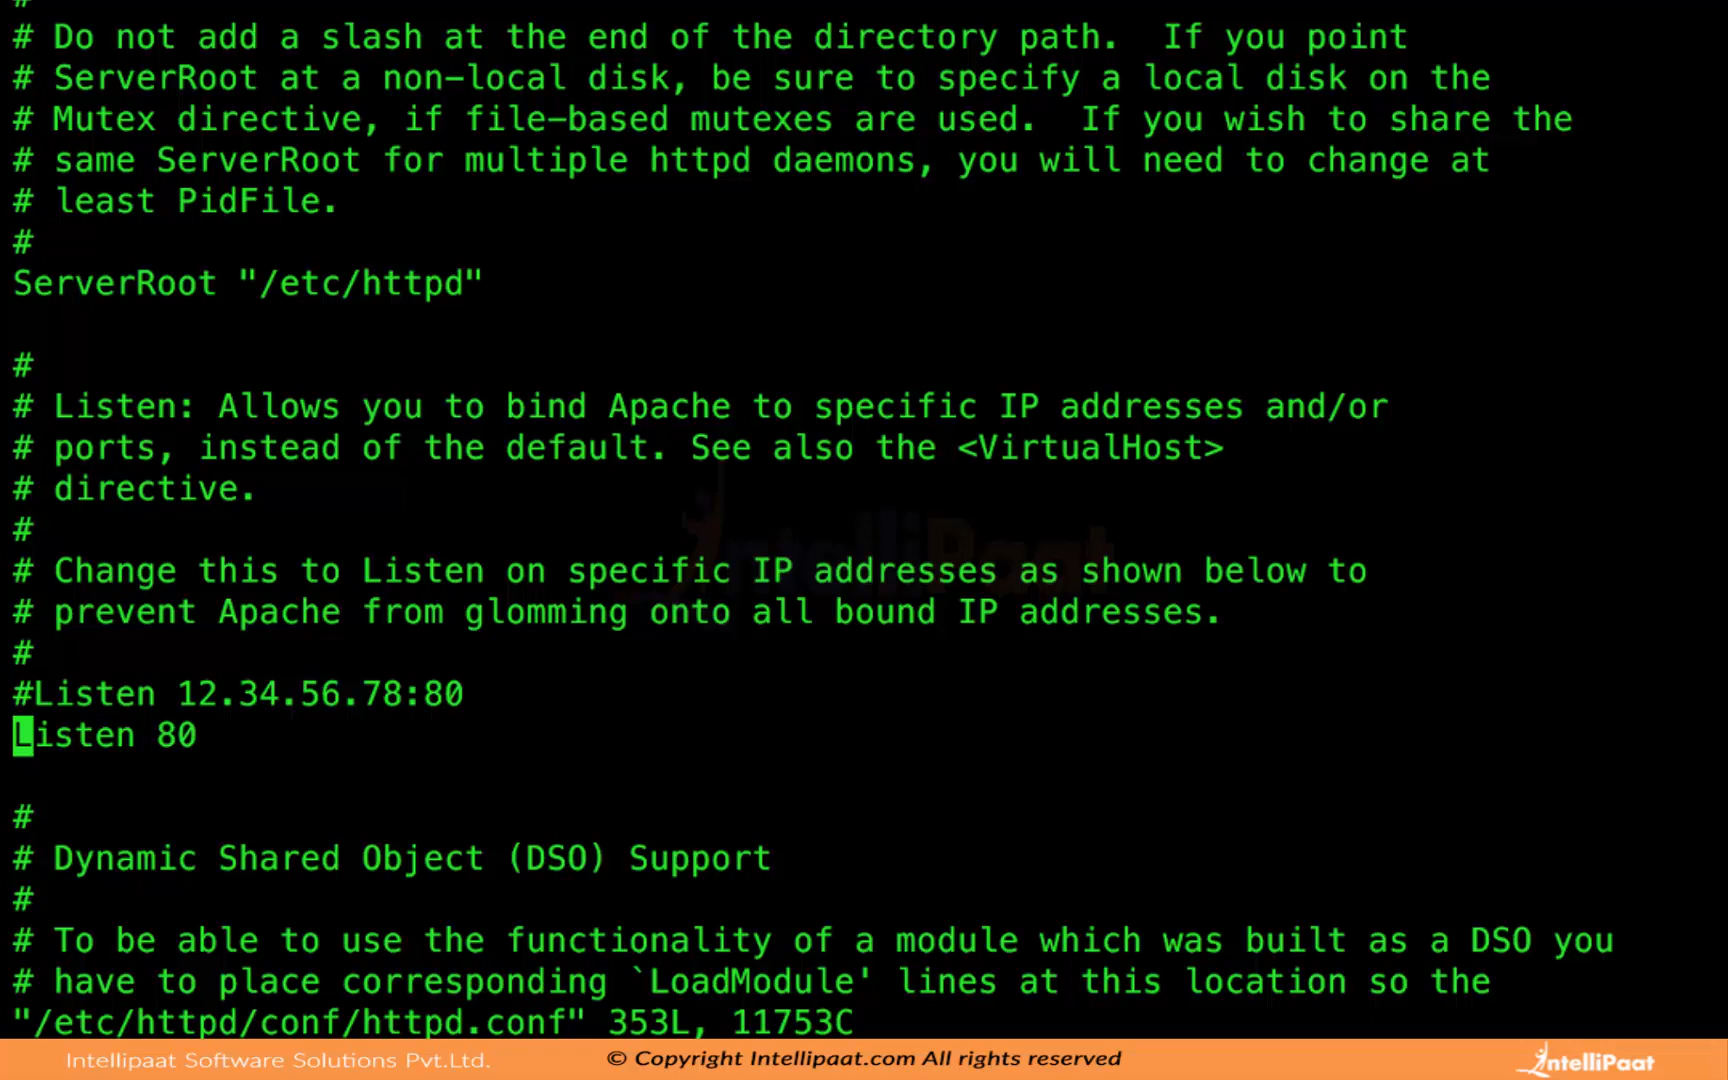 #
# Do not add a slash at the end of the directory path.  If you point
# ServerRoot at a non-local disk, be sure to specify a local disk on the
# Mutex directive, if file-based mutexes are used.  If you wish to share the
# same ServerRoot for multiple httpd daemons, you will need to change at
# least PidFile.
#
ServerRoot "/etc/httpd"
#
# Listen: Allows you to bind Apache to specific IP addresses and/or
# ports, instead of the default. See also the <VirtualHost>
# directive.
#
# Change this to Listen on specific IP addresses as shown below to
# prevent Apache from glomming onto all bound IP addresses.
#
#Listen 12.34.56.78:80
Listen 80
#
# Dynamic Shared Object (DSO) Support
#
# To be able to use the functionality of a module which was built as a DSO you
# have to place corresponding `LoadModule' lines at this location so the
"/etc/httpd/conf/httpd.conf" 353L, 11753C
IntelliPaat
Intellipaat Software Solutions Pvt.Ltd.
© Copyright Intellipaat.com All rights reserved
IntelliPaat